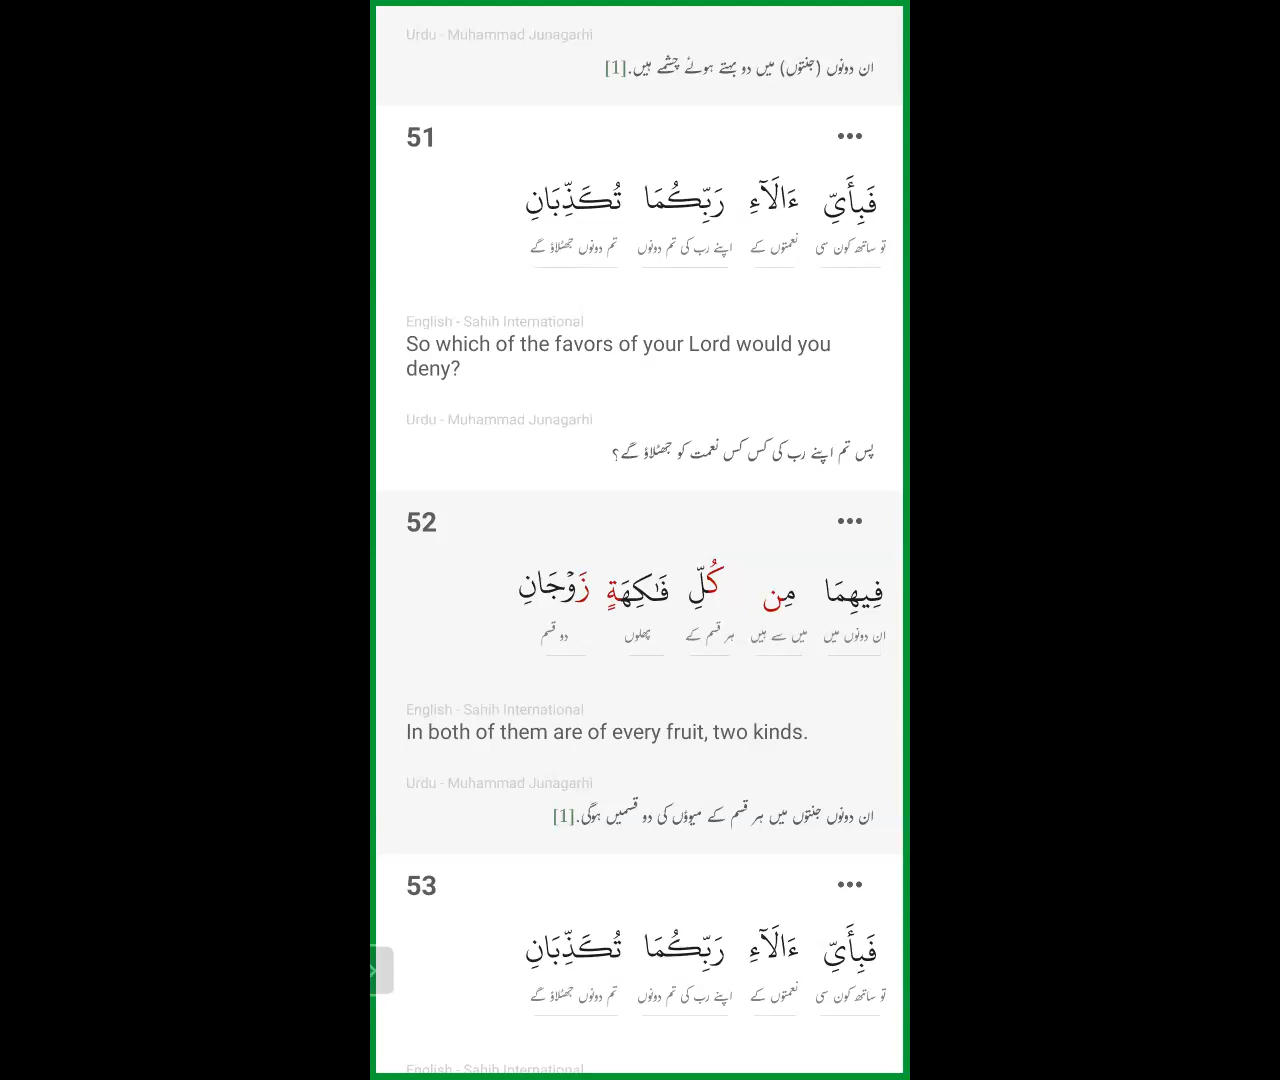 Urdu - Muhammad Junagarhi
ان دونوں (جنتوں) میں دو بہتے ہوئے چشمے ہیں.[1]
51
فَبِأَيِّ ءَالَآءِ رَبِّكُمَا تُكَذِّبَانِ
تو ساتھ کون سی نعمتوں کے اپنے رب کی تم دونوں تم دونوں جھٹلاؤ گے
English - Sahih International
So which of the favors of your Lord would you
deny?
Urdu - Muhammad Junagarhi
پس تم اپنے رب کی کس کس نعمت کو جھٹلاؤ گے؟
52
فِيهِمَا مِن كُلِّ فَـٰكِهَةٍ زَوْجَانِ
ان دونوں میں میں سے ہیں ہر قسم کے پھلوں دو قسم
English - Sahih International
In both of them are of every fruit, two kinds.
Urdu - Muhammad Junagarhi
ان دونوں جنتوں میں ہر قسم کے میوؤں کی دو قسمیں ہوگی.[1]
53
فَبِأَيِّ ءَالَآءِ رَبِّكُمَا تُكَذِّبَانِ
تو ساتھ کون سی نعمتوں کے اپنے رب کی تم دونوں تم دونوں جھٹلاؤ گے
English - Sahih International